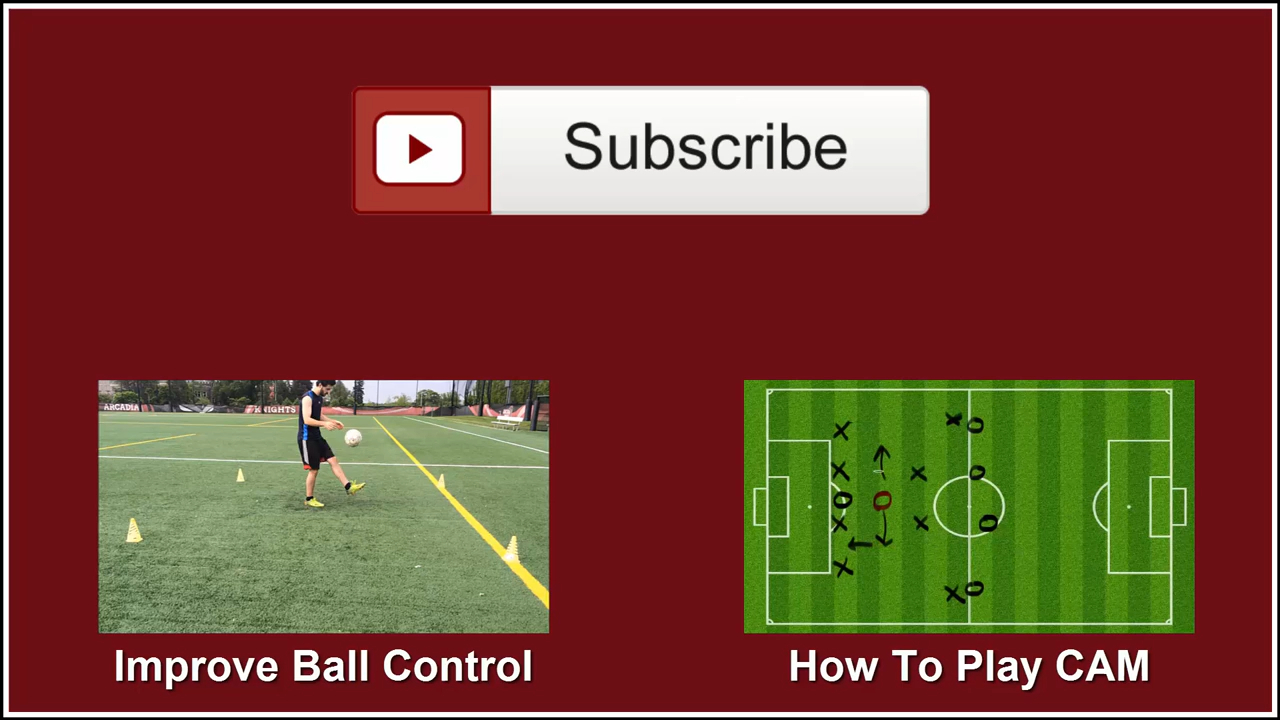 Subscribe
ARCADIA
KNIGHTS
Improve Ball Control
How To Play CAM